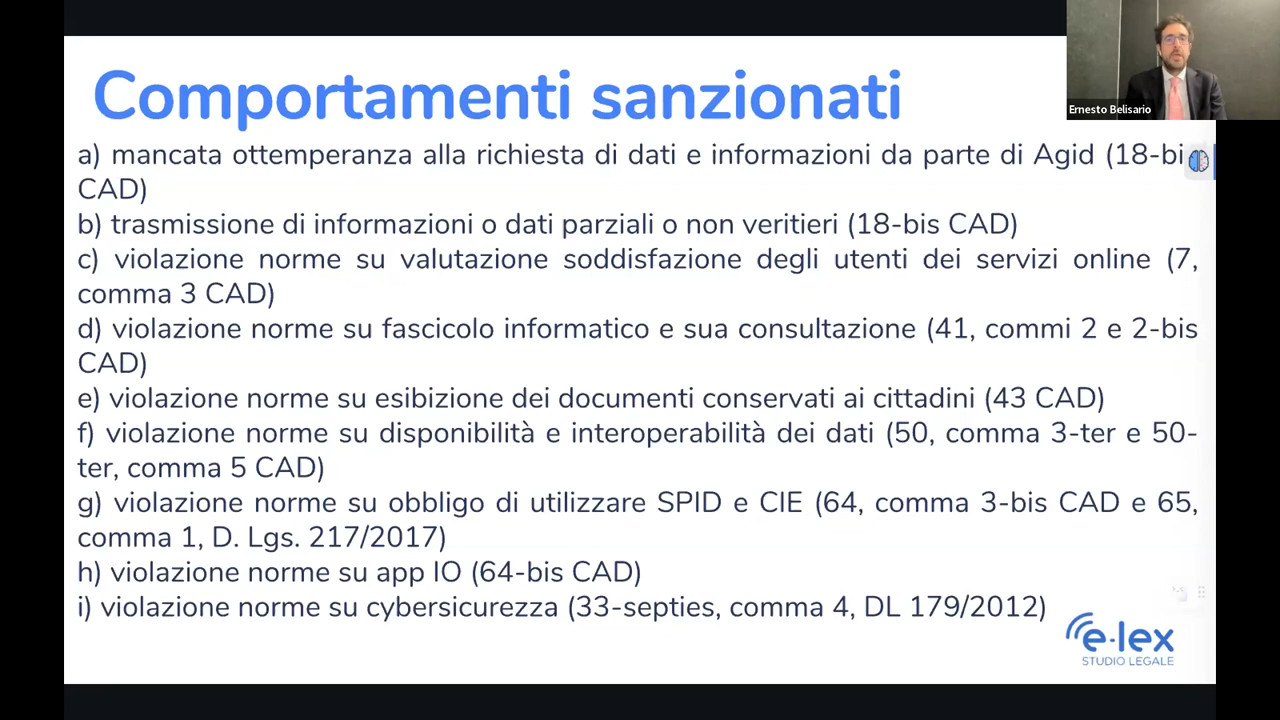 Comportamenti sanzionati
Ernesto Belisario
a) mancata ottemperanza alla richiesta di dati e informazioni da parte di Agid (18-bi
CAD)
b) trasmissione di informazioni o dati parziali o non veritieri (18-bis CAD)
c) violazione norme su valutazione soddisfazione degli utenti dei servizi online (7,
comma 3 CAD)
d) violazione norme su fascicolo informatico e sua consultazione (41, commi 2 e 2-bis
CAD)
e) violazione norme su esibizione dei documenti conservati ai cittadini (43 CAD)
f) violazione norme su disponibilità e interoperabilità dei dati (50, comma 3-ter e 50-
ter, comma 5 CAD)
g) violazione norme su obbligo di utilizzare SPID e CIE (64, comma 3-bis CAD e 65,
comma 1, D. Lgs. 217/2017)
h) violazione norme su app IO (64-bis CAD)
i) violazione norme su cybersicurezza (33-septies, comma 4, DL 179/2012)
e-lex
STUDIO LEGALE